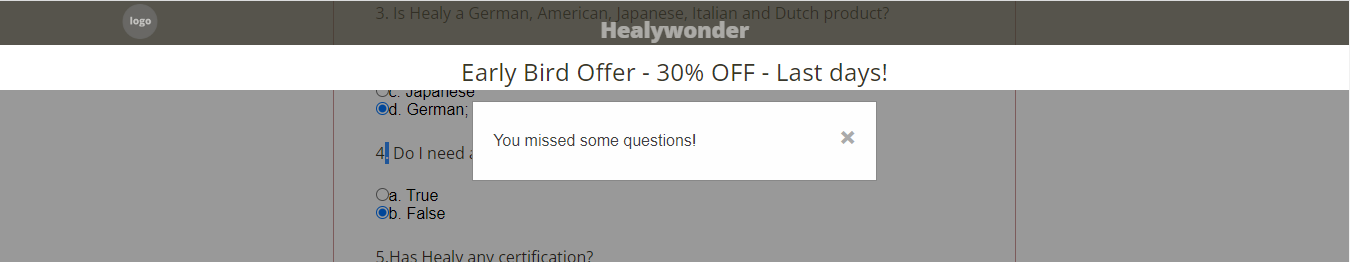 logo
3. Is Healy a German, American, Japanese, Italian and Dutch product?
Healywonder
Early Bird Offer - 30% OFF - Last days!
c. Japanese
d. German;
You missed some questions!
4. Do I need
a. True
b. False
5.Has Healy any certification?